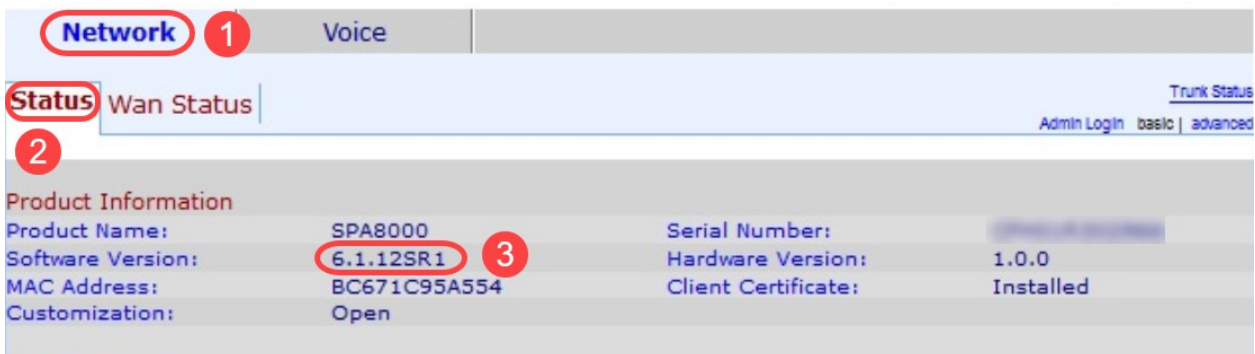 Network 1 Voice
Status Wan Status
Trunk Status
Admin Login basic | advanced
2
Product Information
Product Name: SPA8000 Serial Number:
Software Version: 6.1.12SR1 3 Hardware Version: 1.0.0
MAC Address: BC671C95A554 Client Certificate: Installed
Customization: Open